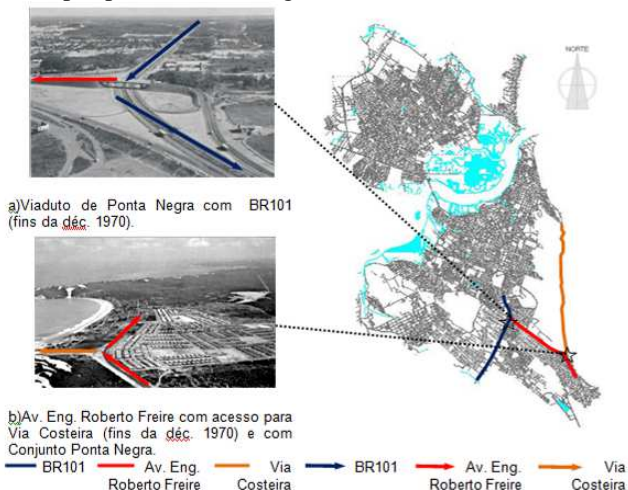 NORTE
a)Viaduto de Ponta Negra com BR101
(fins da déc. 1970).
b)Av. Eng. Roberto Freire com acesso para
Via Costeira (fins da déc. 1970) e com
Conjunto Ponta Negra.
BR101 Av. Eng. Roberto Freire Via Costeira
BR101 Av. Eng. Roberto Freire Via Costeira